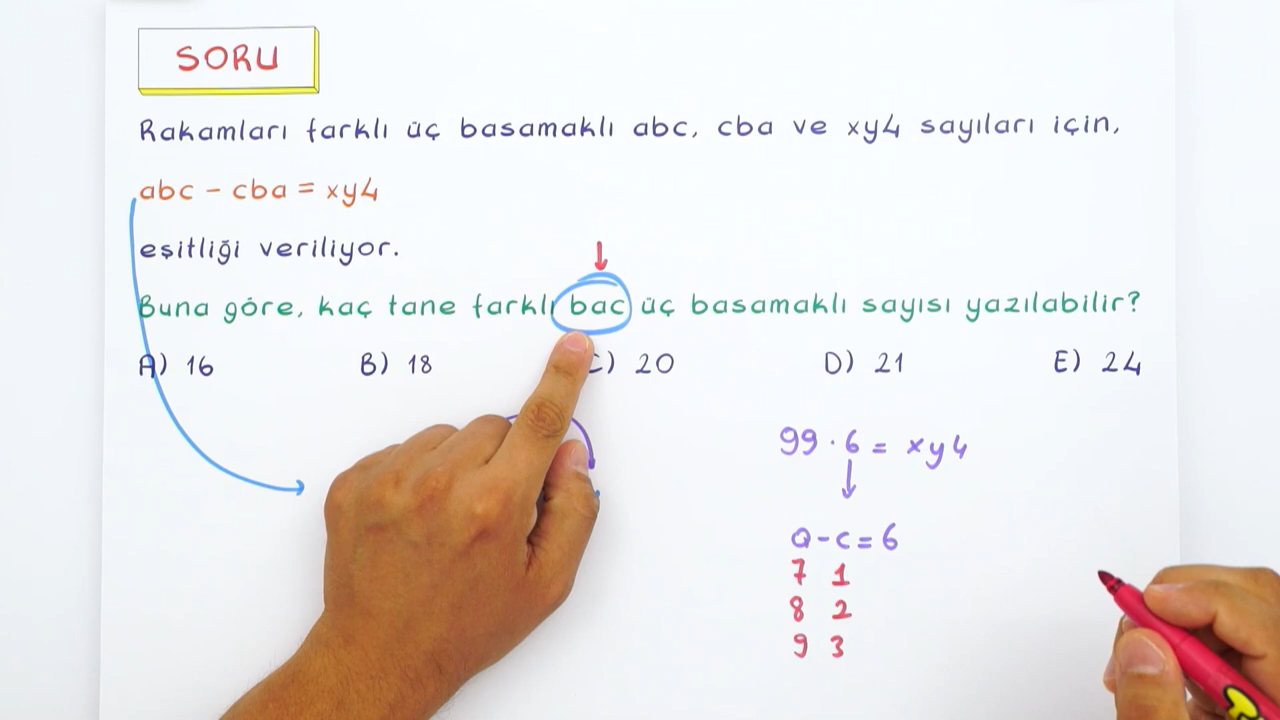 SORU
Rakamları farklı üç basamaklı abc, cba ve xy4 sayıları için,
abc - cba = xy4
eşitliği veriliyor.
Buna göre, kaç tane farklı bac üç basamaklı sayısı yazılabilir?
A) 16 B) 18 C) 20 D) 21 E) 24
99 · 6 = xy4
a - c = 6
7 1
8 2
9 3